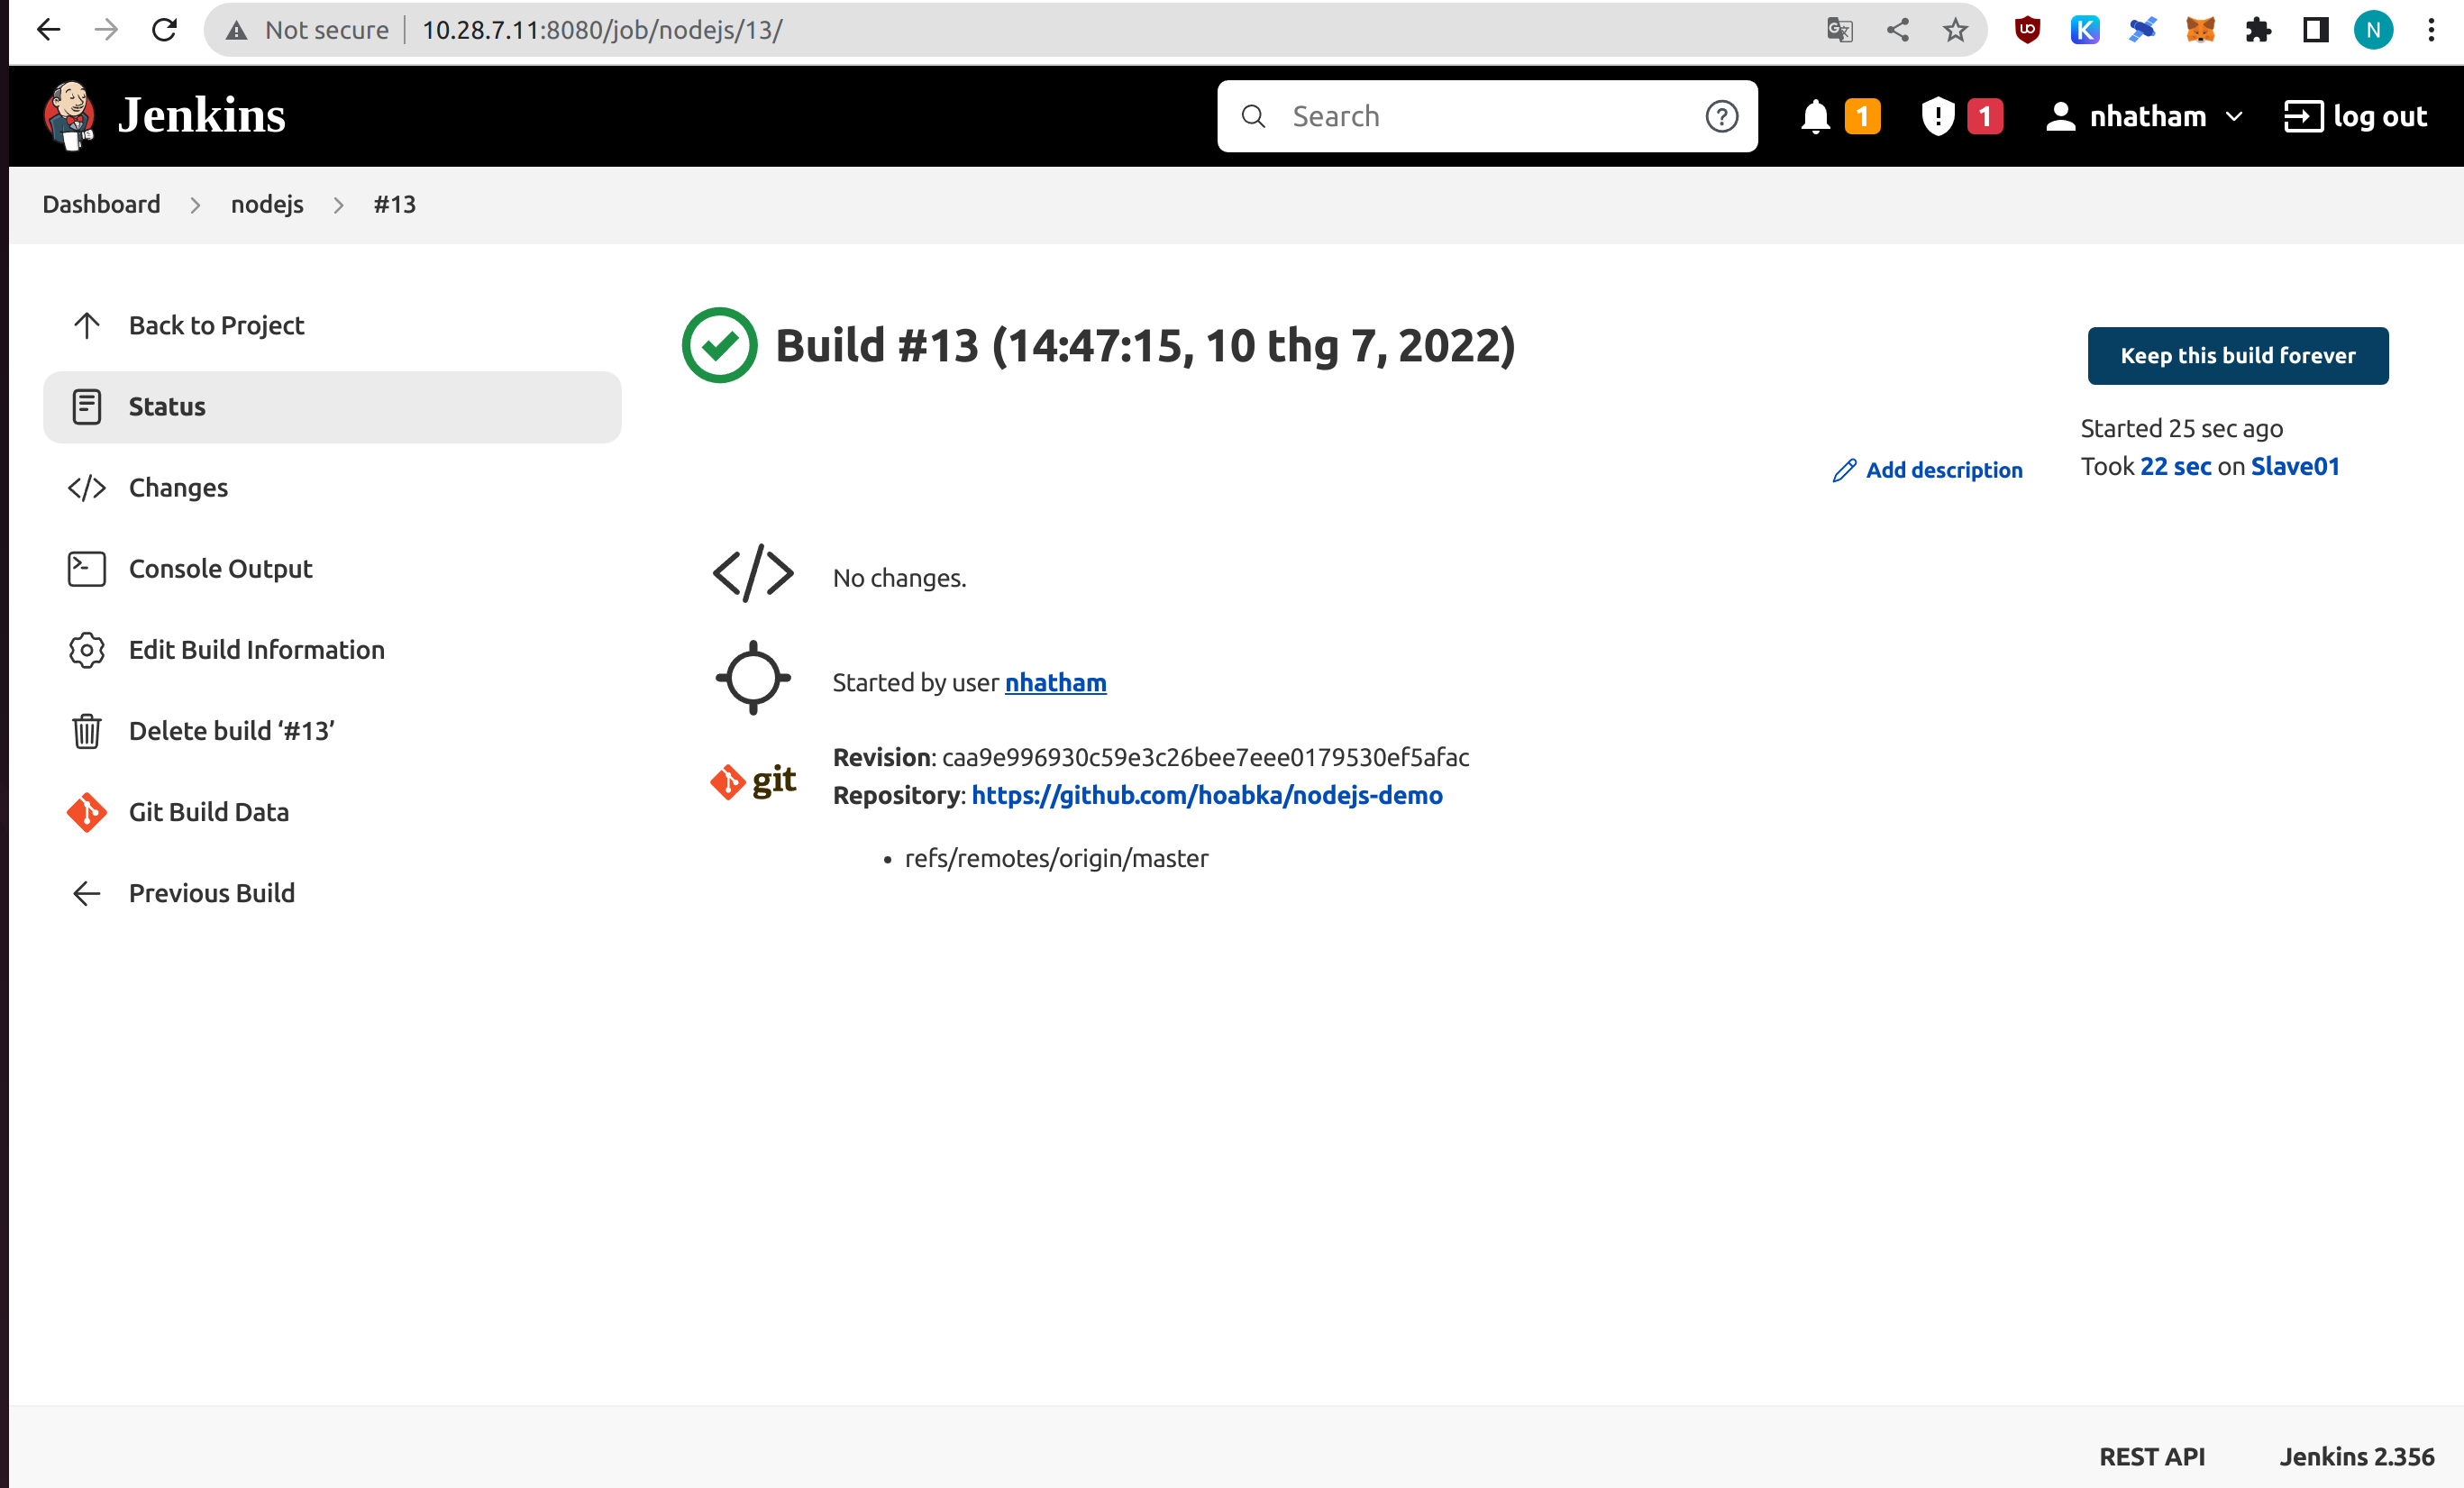 Not secure | 10.28.7.11:8080/job/nodejs/13/
N
Jenkins
Search
1
1
nhatham
log out
Dashboard > nodejs > #13
Back to Project
Status
Changes
Console Output
Edit Build Information
Delete build ‘#13’
Git Build Data
Previous Build
Build #13 (14:47:15, 10 thg 7, 2022)
Keep this build forever
Started 25 sec ago
Took 22 sec on Slave01
Add description
No changes.
Started by user nhatham
git
Revision: caa9e996930c59e3c26bee7eee0179530ef5afac
Repository: https://github.com/hoabka/nodejs-demo
• refs/remotes/origin/master
REST API
Jenkins 2.356